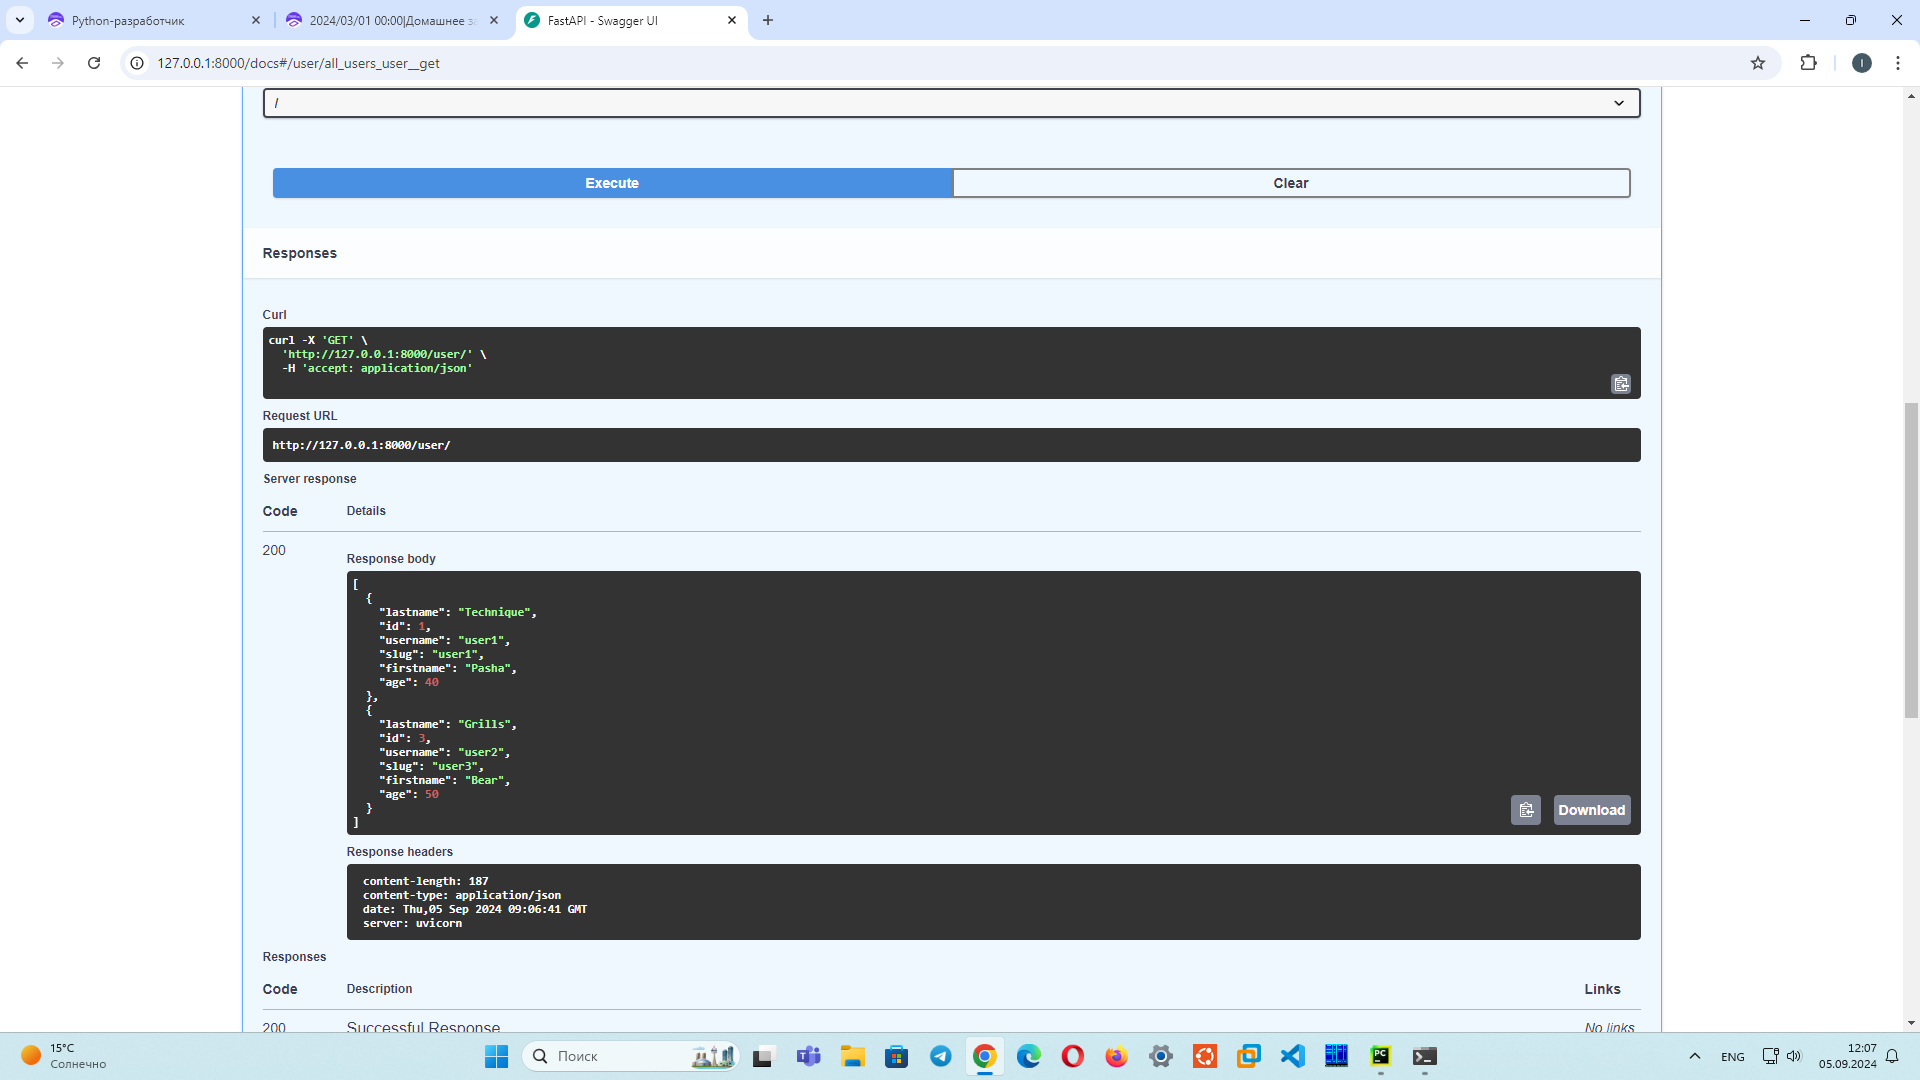 Python-разработчик
2024/03/01 00:00|Домашнее за
FastAPI - Swagger UI
127.0.0.1:8000/docs#/user/all_users_user__get
I
/
Execute
Clear
Responses
Curl
curl -X 'GET' \
'http://127.0.0.1:8000/user/' \
-H 'accept: application/json'
Request URL
http://127.0.0.1:8000/user/
Server response
Code
Details
200
Response body
[
{
"lastname": "Technique",
"id": 1,
"username": "user1",
"slug": "user1",
"firstname": "Pasha",
"age": 40
},
{
"lastname": "Grills",
"id": 3,
"username": "user2",
"slug": "user3",
"firstname": "Bear",
"age": 50
}
]
Download
Response headers
content-length: 187
content-type: application/json
date: Thu,05 Sep 2024 09:06:41 GMT
server: uvicorn
Responses
Code
Description
Links
200
Successful Response
No links
15°C
Солнечно
Поиск
ENG
12:07
05.09.2024